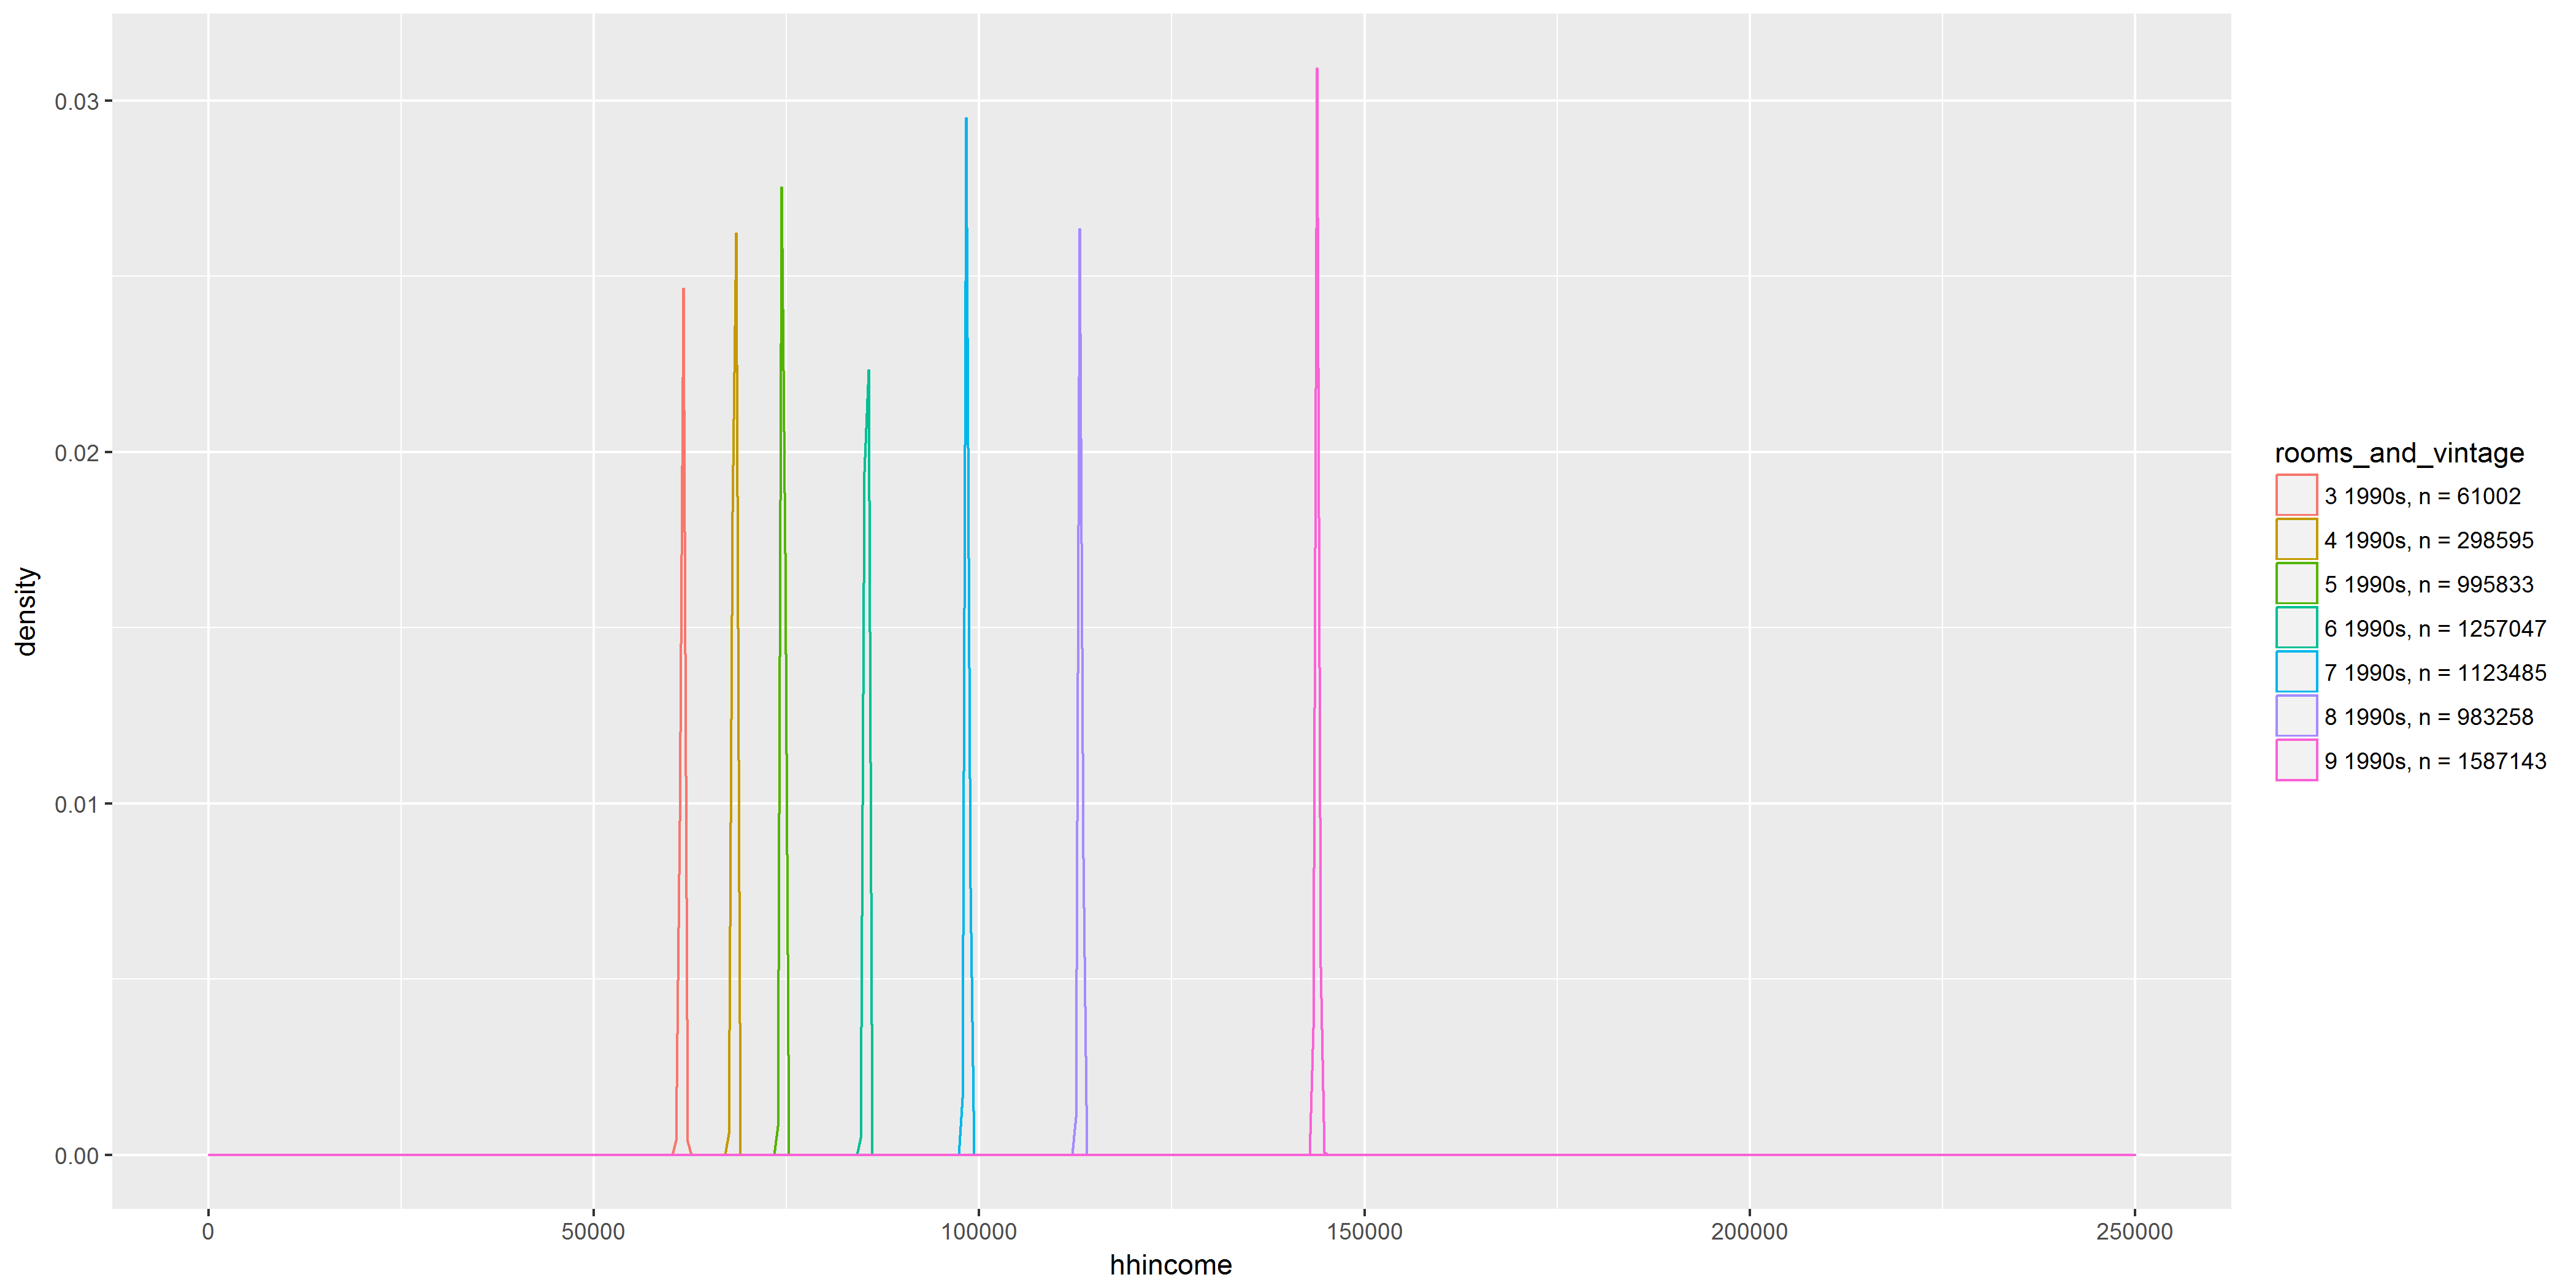 0.03
0.02
0.01
0.00
density
0 50000 100000 150000 200000 250000
hhincome
rooms_and_vintage
3 1990s, n = 61002
4 1990s, n = 298595
5 1990s, n = 995833
6 1990s, n = 1257047
7 1990s, n = 1123485
8 1990s, n = 983258
9 1990s, n = 1587143